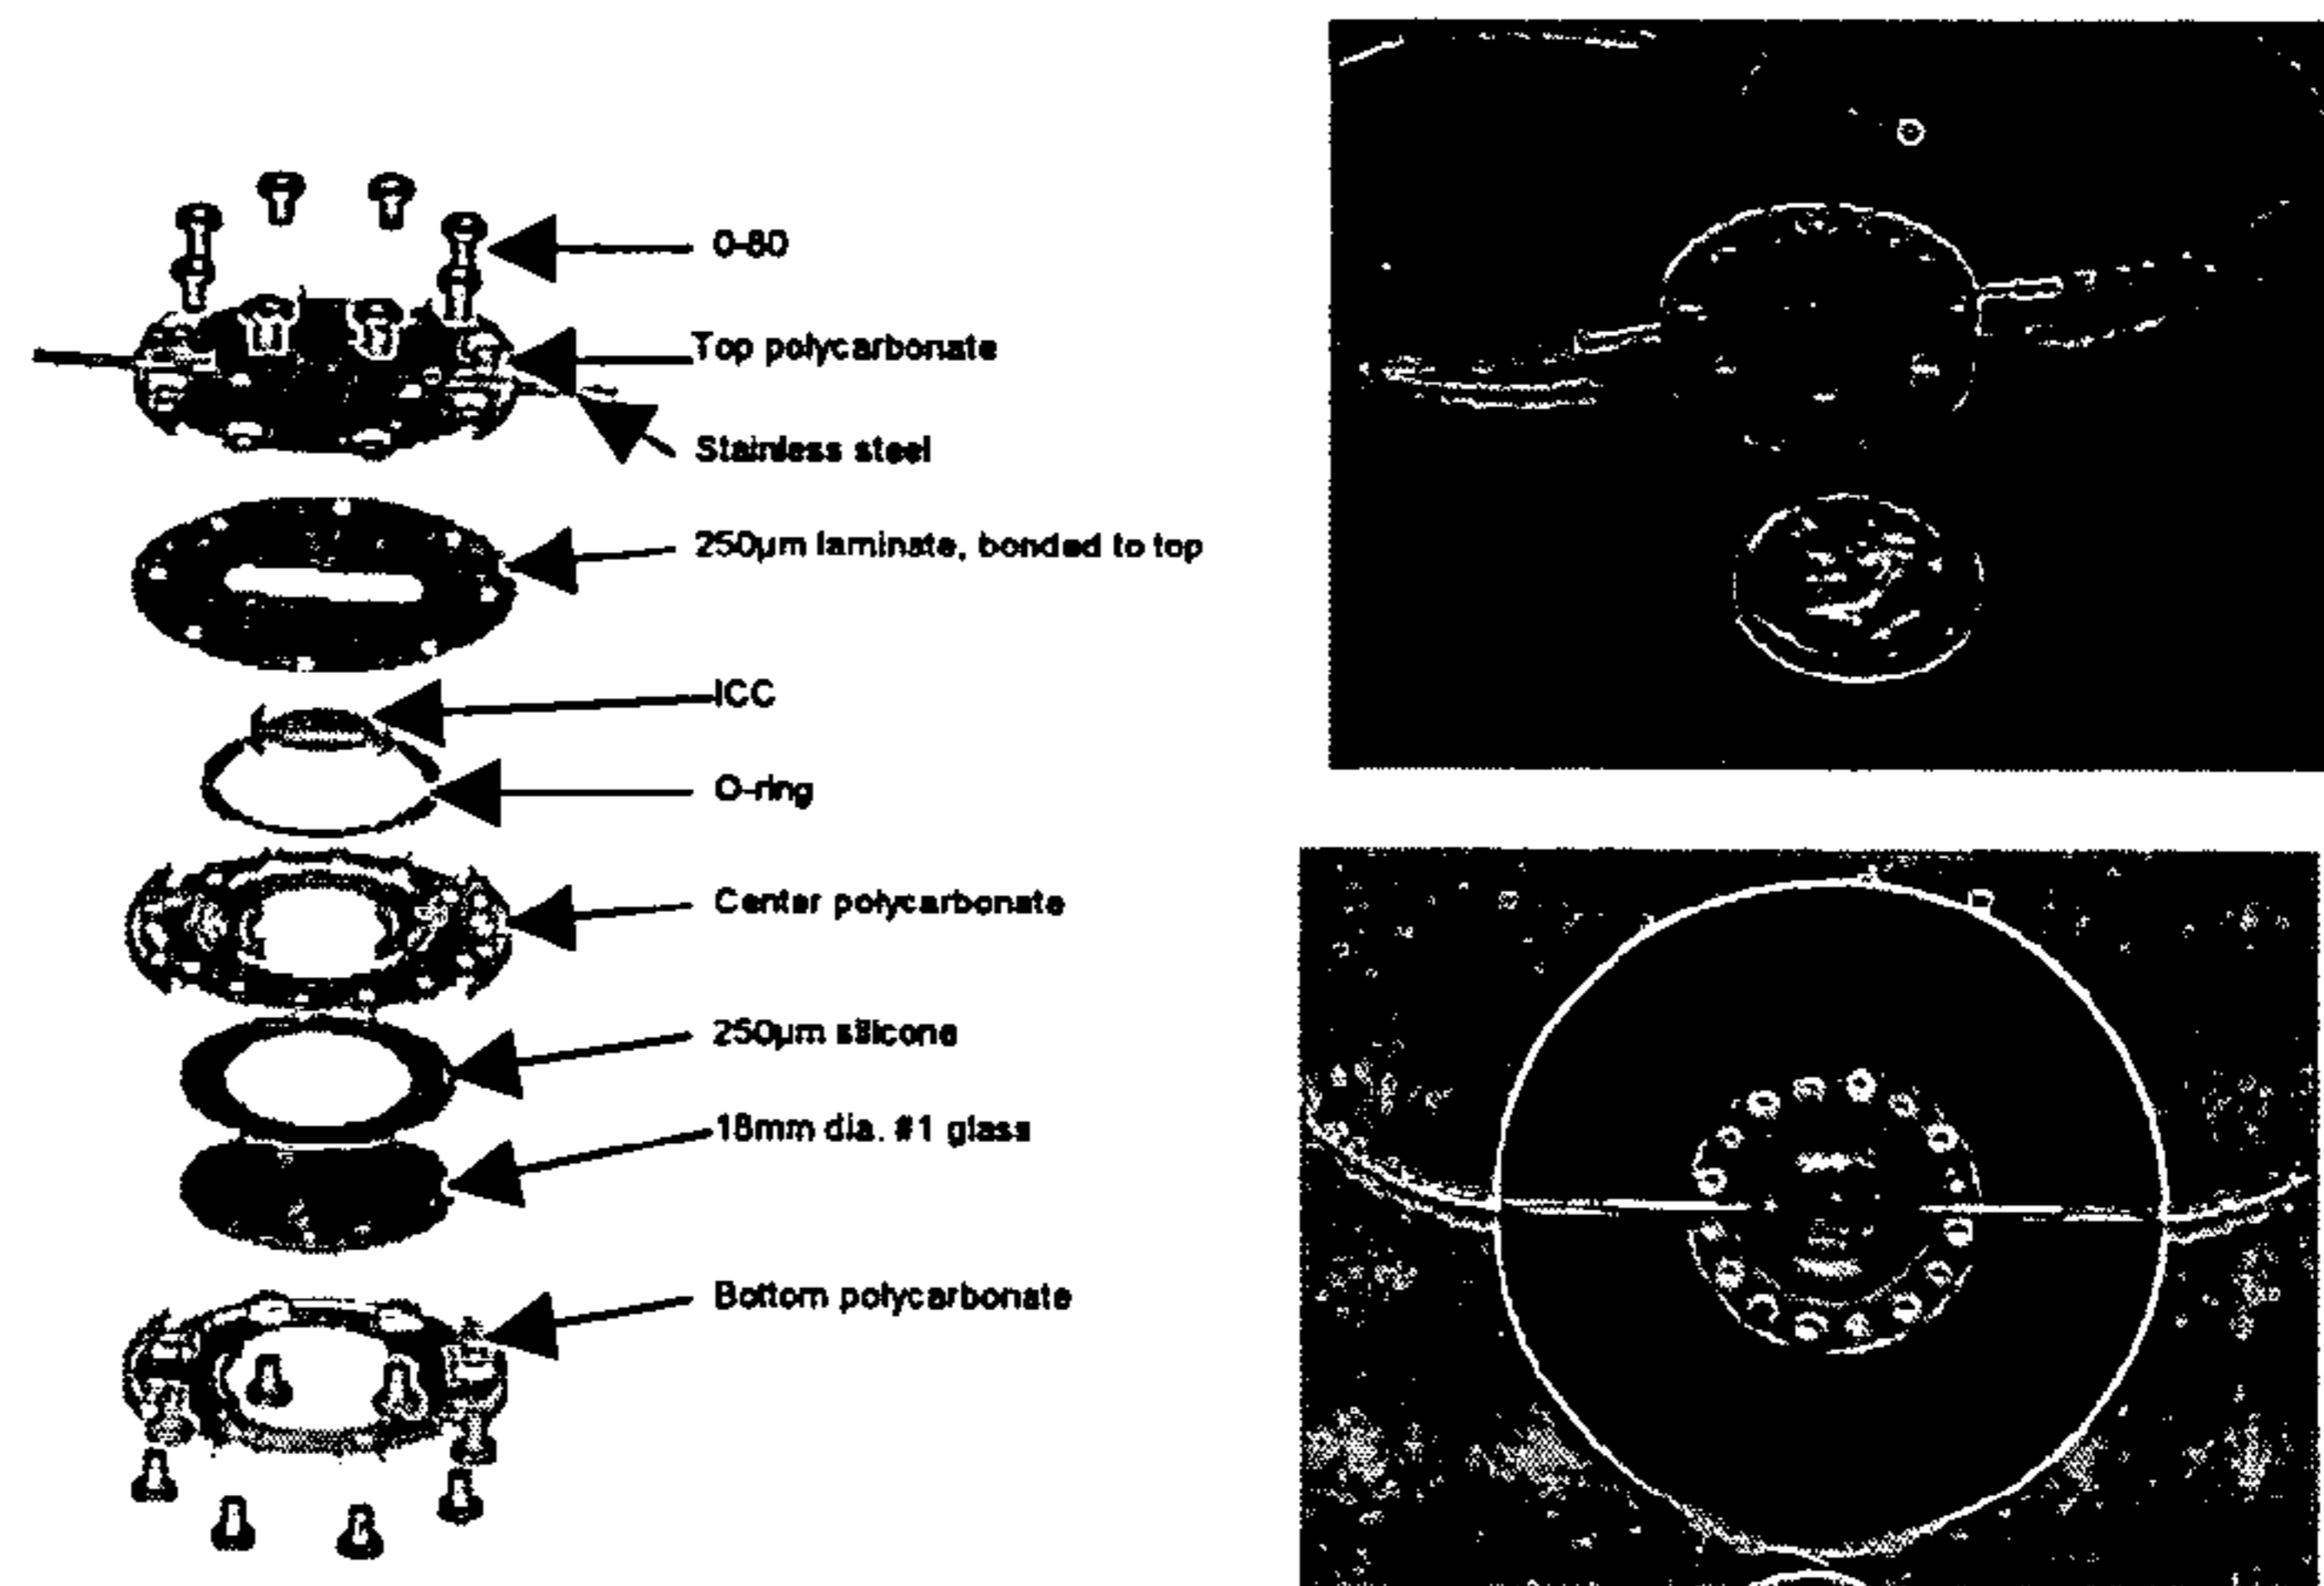 0-80
Top polycarbonate
Stainless steel
250µm laminate, bonded to top
ICC
O-ring
Center polycarbonate
250µm silicone
18mm dia. #1 glass
Bottom polycarbonate